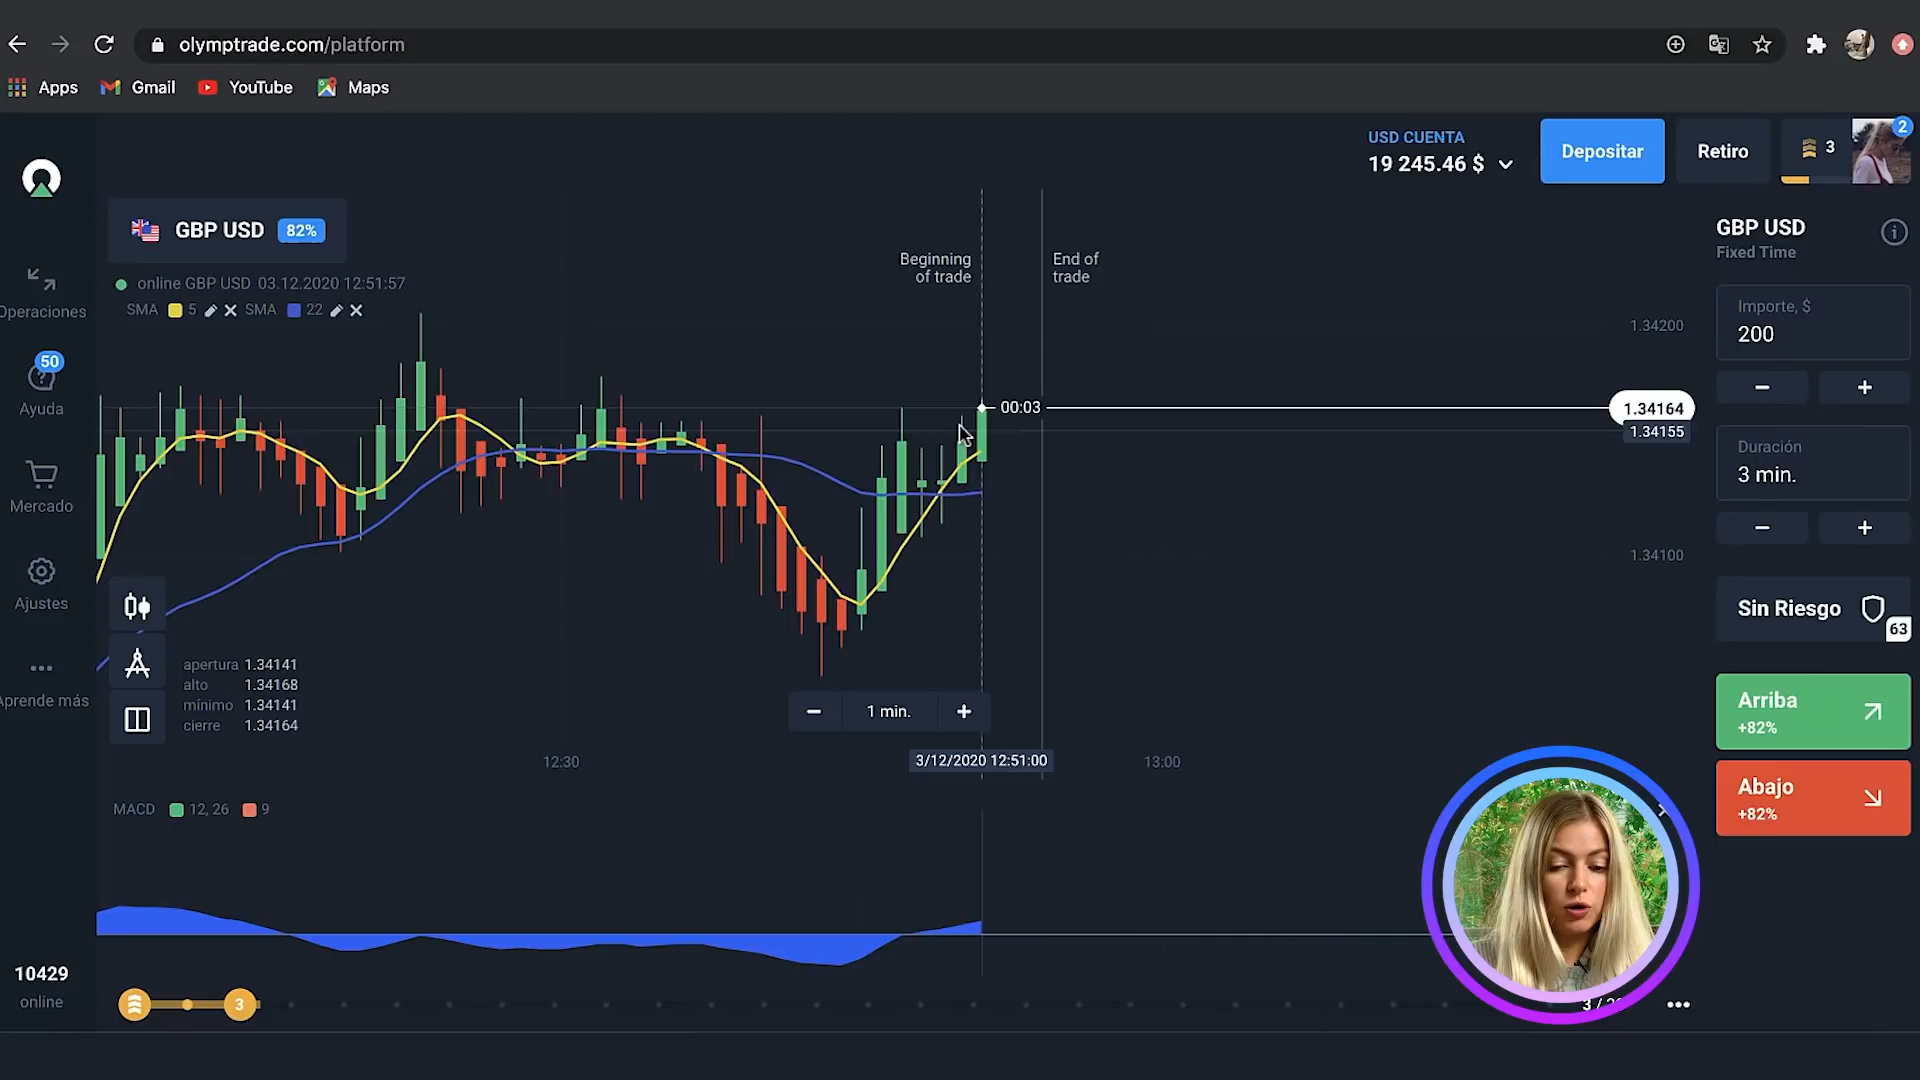 olymptrade.com/platform
Apps
Gmail
YouTube
Maps
USD CUENTA
19 245.46 $
Depositar
Retiro
3
2
GBP USD
82%
online GBP USD 03.12.2020 12:51:57
SMA 5 SMA 22
Beginning
of trade
End of
trade
Operaciones
50
Ayuda
Mercado
Ajustes
Aprende más
1.34200
00:03
1.34164
1.34155
1.34100
apertura 1.34141
alto 1.34168
mínimo 1.34141
cierre 1.34164
1 min.
12:30
3/12/2020 12:51:00
13:00
MACD 12, 26 9
10429
online
3
GBP USD
Fixed Time
Importe, $
200
Duración
3 min.
Sin Riesgo
63
Arriba
+82%
Abajo
+82%